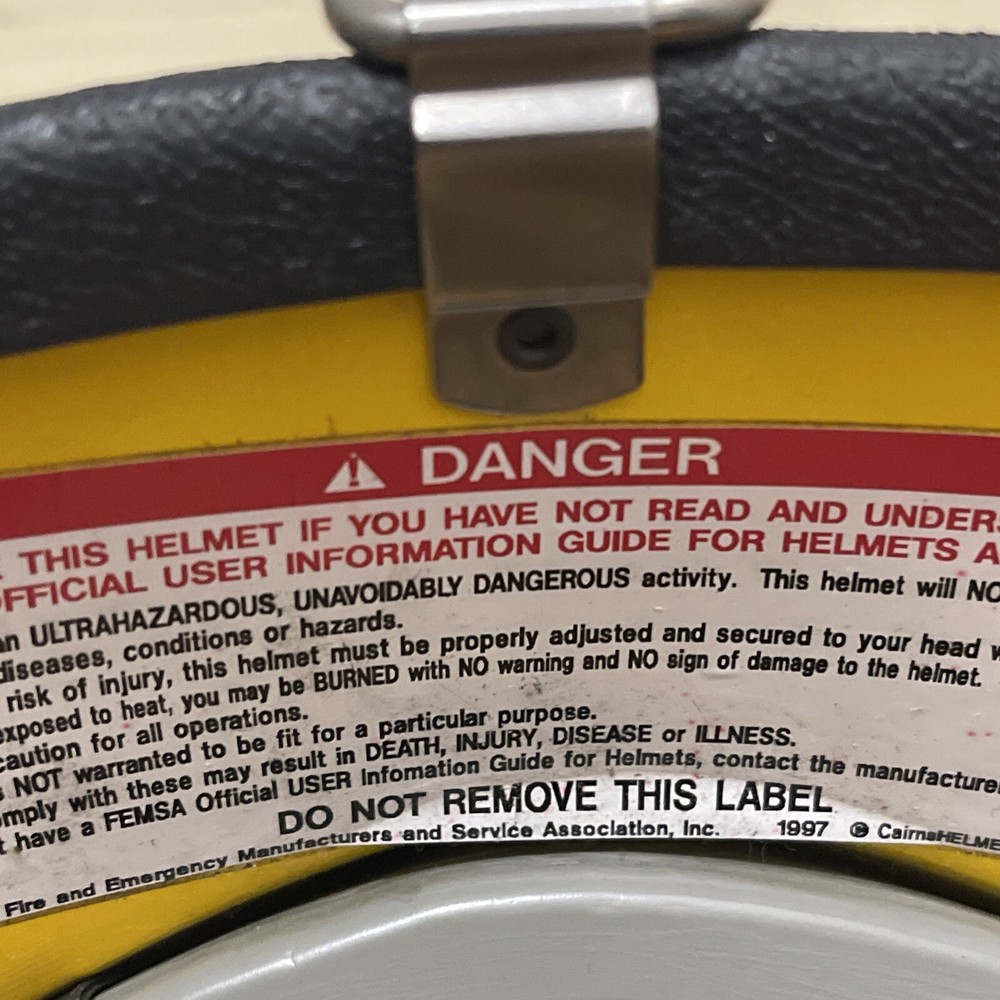 DANGER
THIS HELMET IF YOU HAVE NOT READ AND UNDER
OFFICIAL USER INFORMATION GUIDE FOR HELMETS A
an ULTRAHAZARDOUS, UNAVOIDABLY DANGEROUS activity. This helmet will NO
diseases, conditions or hazards.
risk of injury, this helmet must be properly adjusted and secured to your head w
exposed to heat, you may be BURNED with NO warning and NO sign of damage to the helmet.
caution for all operations.
s NOT warranted to be fit for a particular purpose.
omply with these may result in DEATH, INJURY, DISEASE or ILLNESS.
t have a FEMSA Official USER Infomation Guide for Helmets, contact the manufacturer
DO NOT REMOVE THIS LABEL
Fire and Emergency Manufacturers and Service Association, Inc. 1997 © CairnsHELME